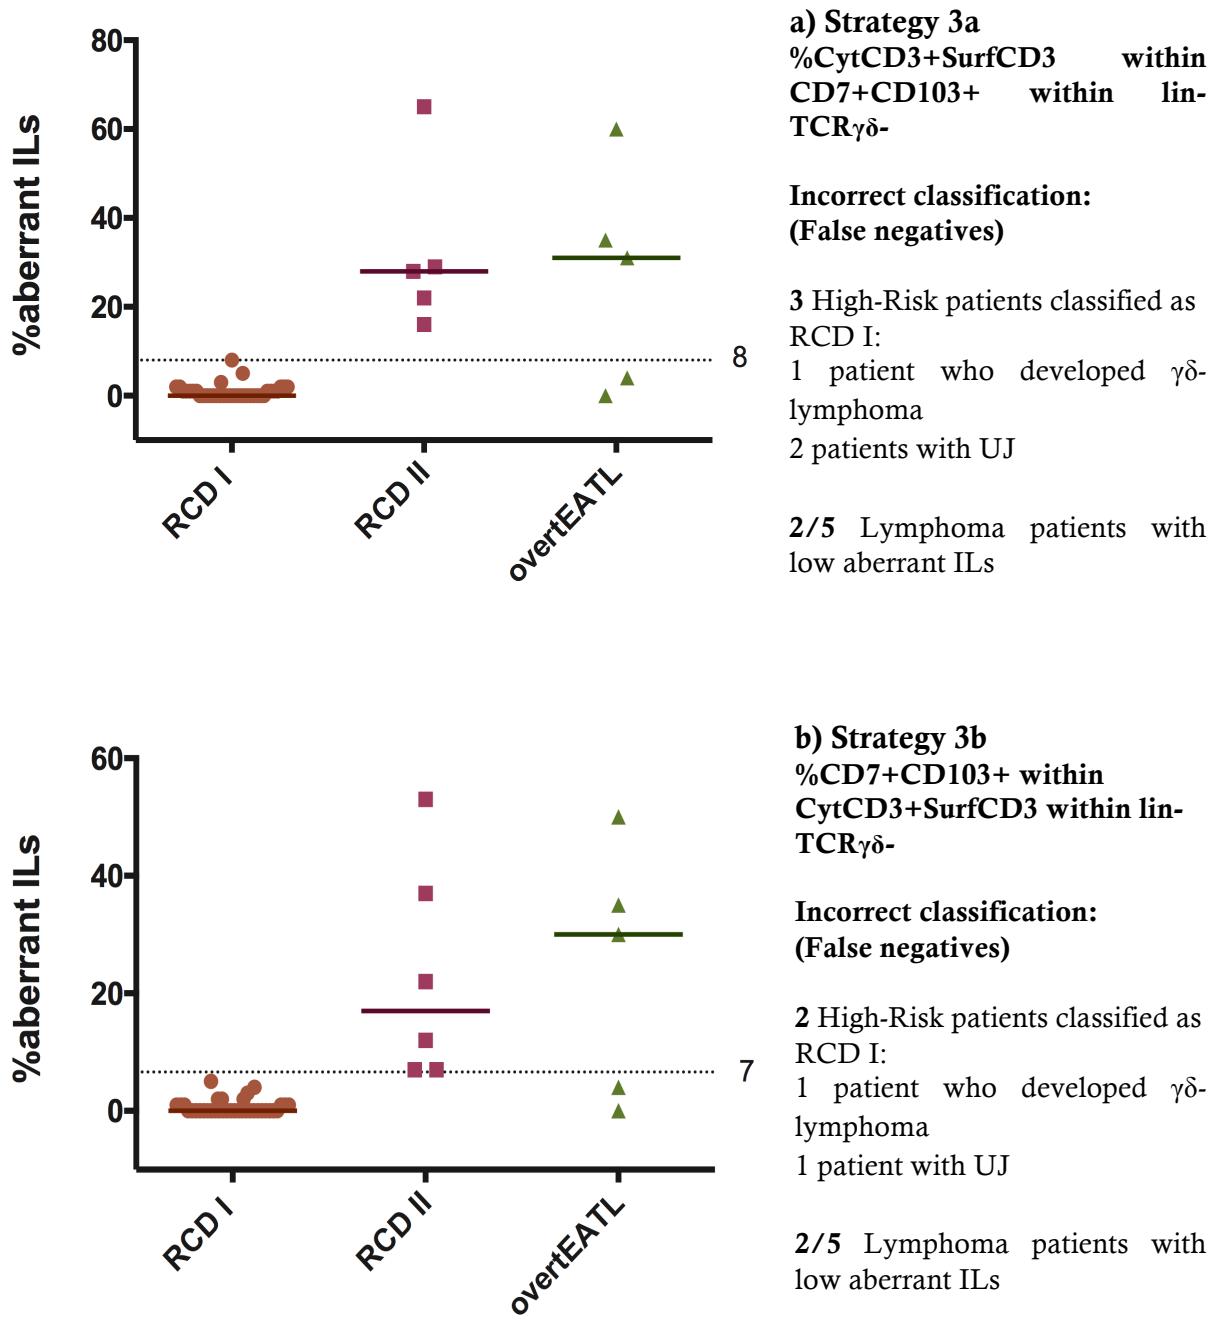 80
60
40
20
0
%aberrant ILs
8
RCD I
RCD II
overtEATL
a) Strategy 3a
%CytCD3+SurfCD3 within
CD7+CD103+ within lin-
TCRγδ-
Incorrect classification:
(False negatives)
3 High-Risk patients classified as
RCD I:
1 patient who developed γδ-
lymphoma
2 patients with UJ
2/5 Lymphoma patients with
low aberrant ILs
60
40
20
0
%aberrant ILs
7
RCD I
RCD II
overtEATL
b) Strategy 3b
%CD7+CD103+ within
CytCD3+SurfCD3 within lin-
TCRγδ-
Incorrect classification:
(False negatives)
2 High-Risk patients classified as
RCD I:
1 patient who developed γδ-
lymphoma
1 patient with UJ
2/5 Lymphoma patients with
low aberrant ILs